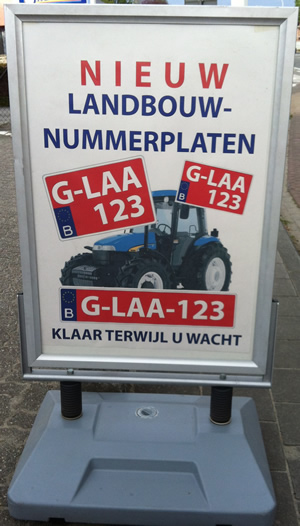 NIEUW
LANDBOUW-
NUMMERPLATEN
G-LAA
123
B
G-LAA
123
B
B
G-LAA-123
KLAAR TERWIJL U WACHT